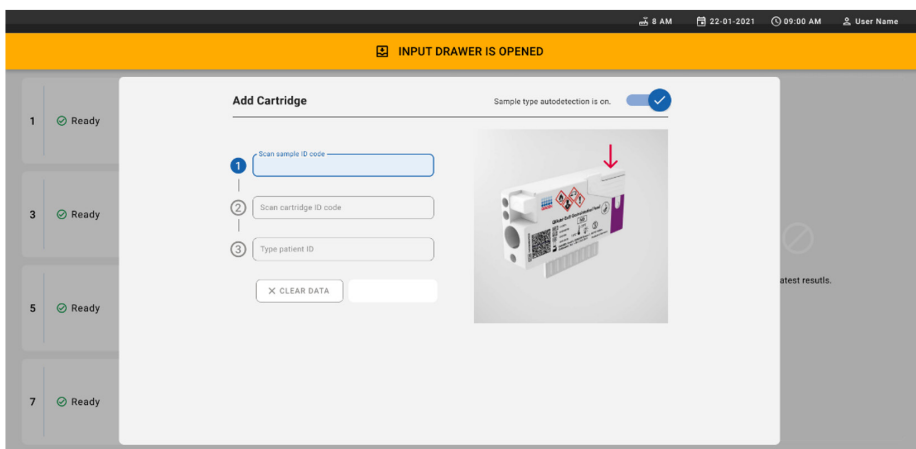 8 AM 22-01-2021 09:00 AM User Name
INPUT DRAWER IS OPENED
Add Cartridge
Sample type autodetection is on.
1 Ready
3 Ready
5 Ready
7 Ready
1 Scan sample ID code
2 Scan cartridge ID code
3 Type patient ID
CLEAR DATA
atest resutls.